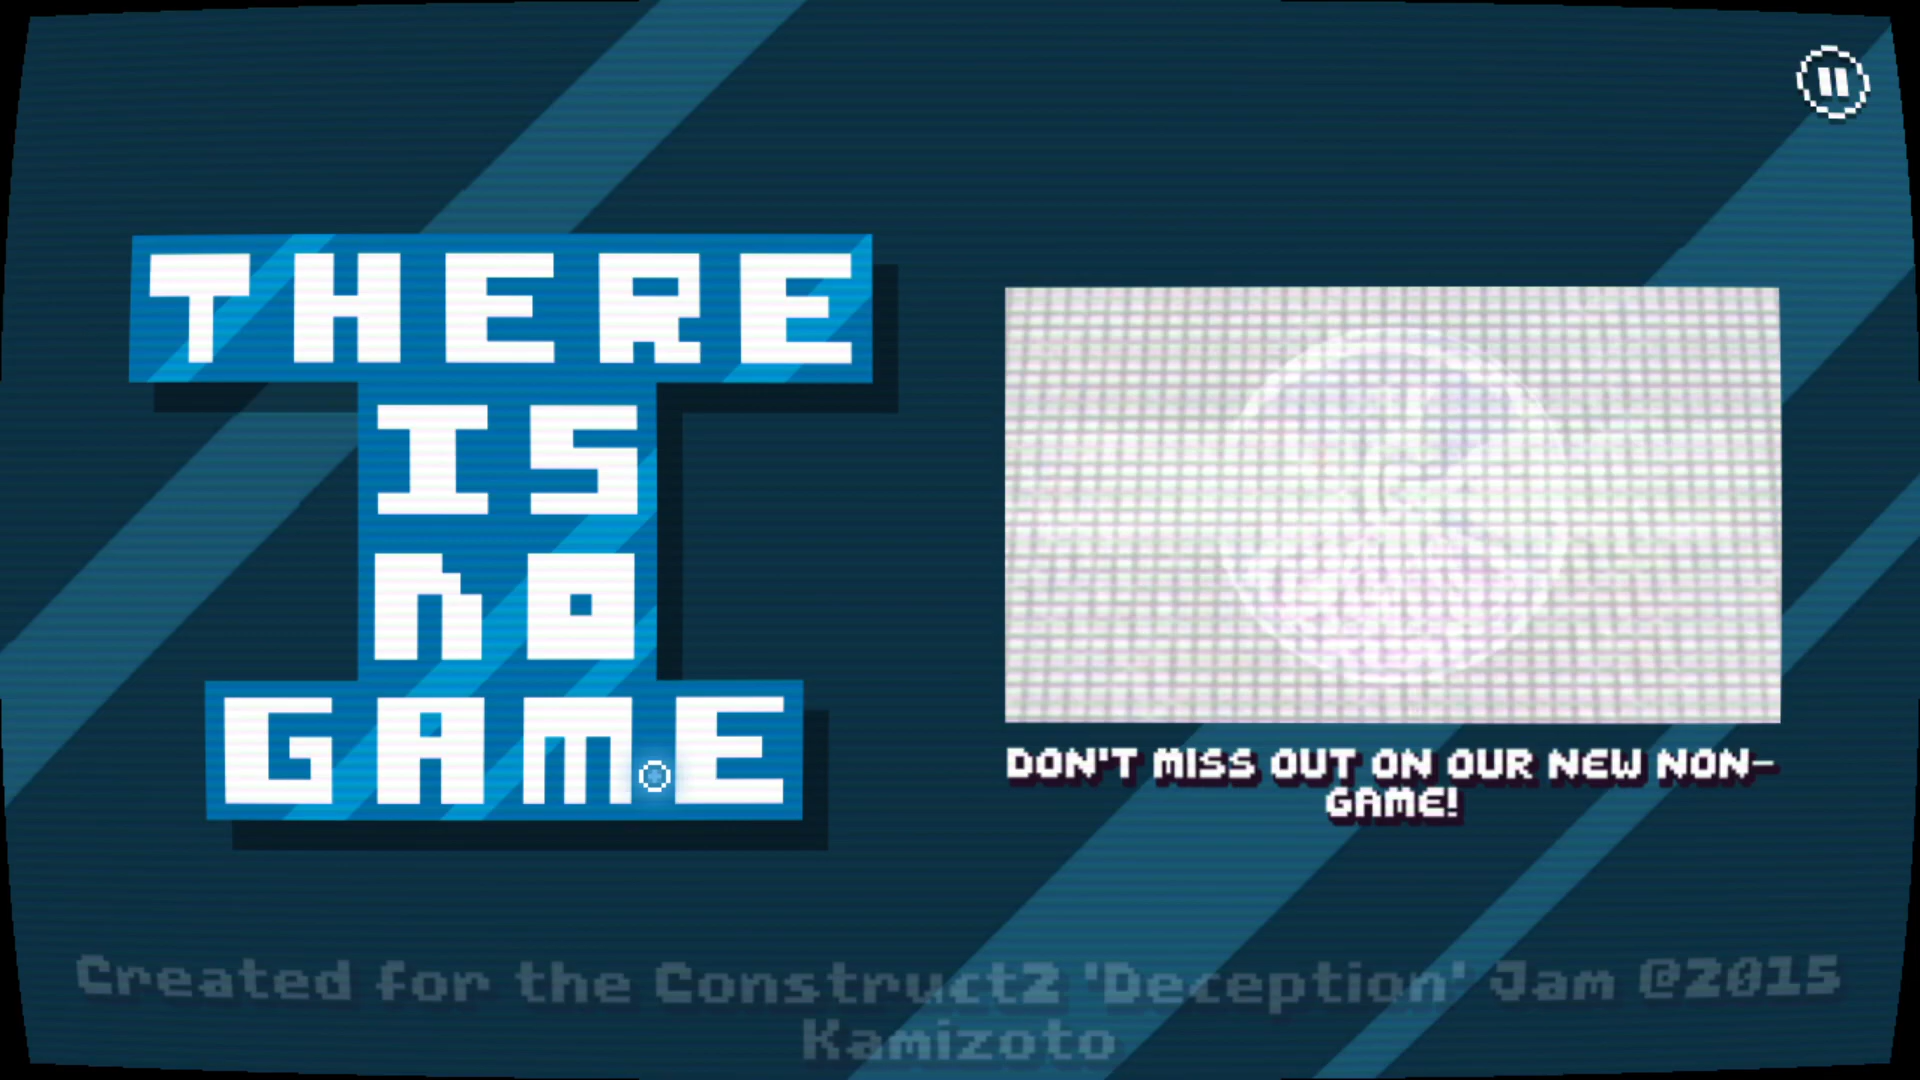 THERE
IS
NO
GAME
DON'T MISS OUT ON OUR NEW NON-
GAME!
Created for the Construct2 'Deception' Jam @2015
Kamizoto